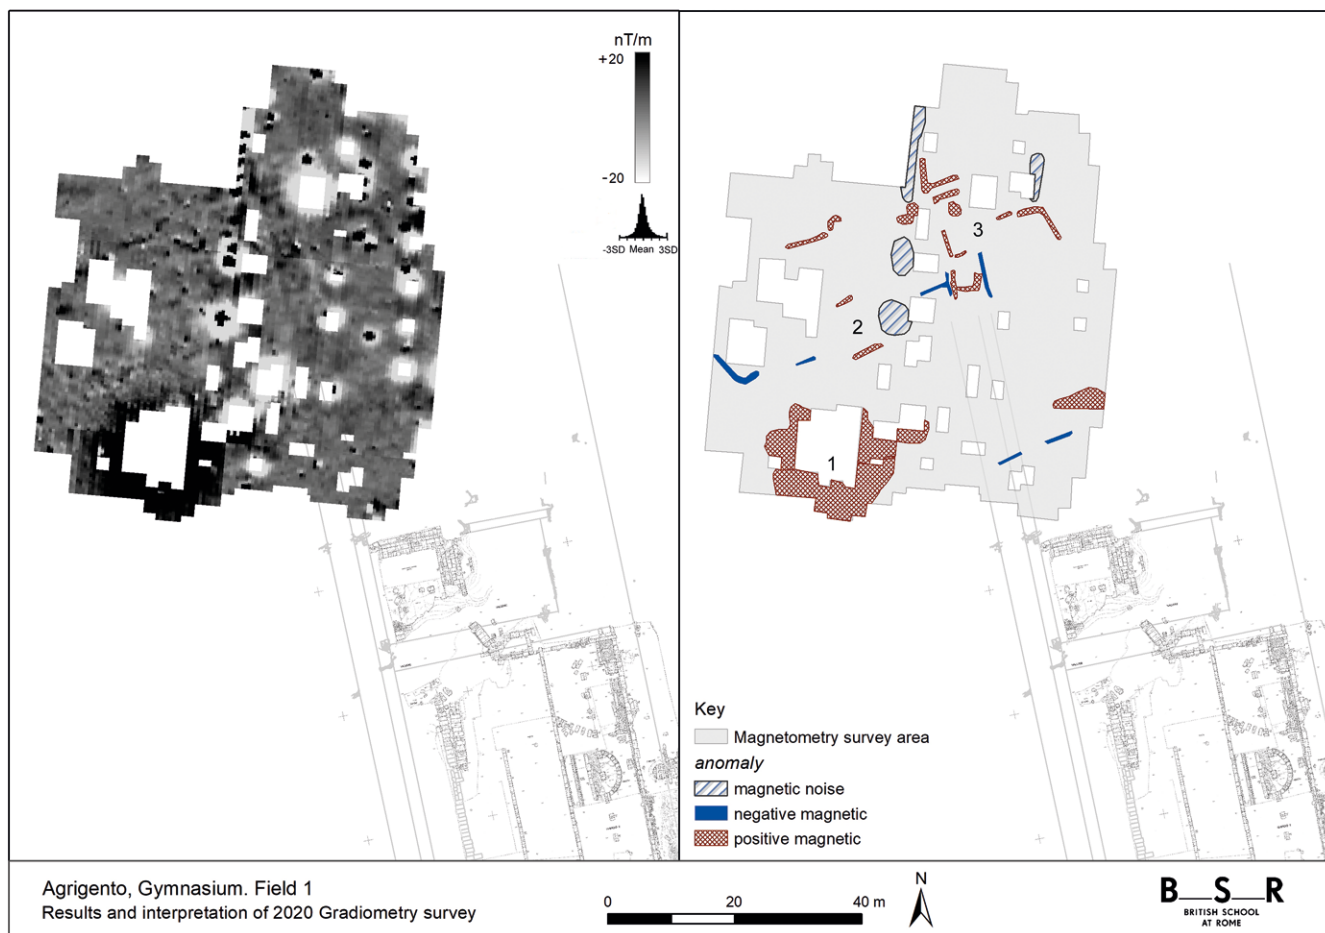 nT/m
+20
-20
-3SD Mean 3SD
1
2
3
Key
Magnetometry survey area
anomaly
magnetic noise
negative magnetic
positive magnetic
Agrigento, Gymnasium. Field 1
Results and interpretation of 2020 Gradiometry survey
0 20 40 m
N
B_S_R
BRITISH SCHOOL
AT ROME